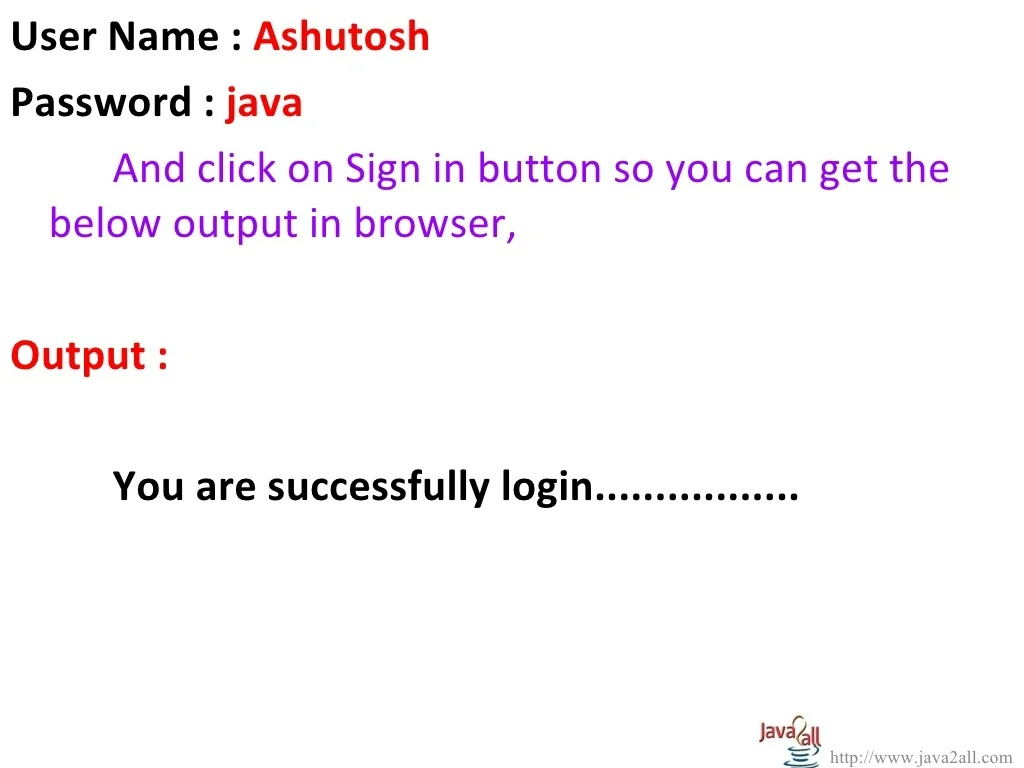 User Name : Ashutosh
Password : java
And click on Sign in button so you can get the
below output in browser,
Output :
You are successfully login.................
Java2all
http://www.java2all.com